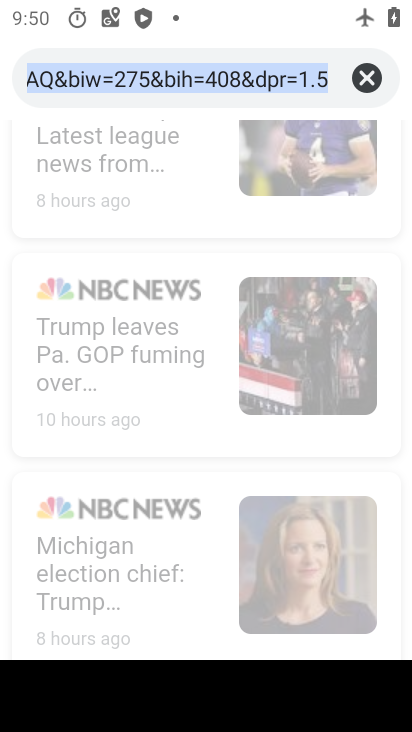 9:50
AQ&biw=275&bih=408&dpr=1.5
Latest league
news from...
8 hours ago
NBC NEWS
Trump leaves
Pa. GOP fuming
over...
10 hours ago
NBC NEWS
Michigan
election chief:
Trump...
8 hours ago